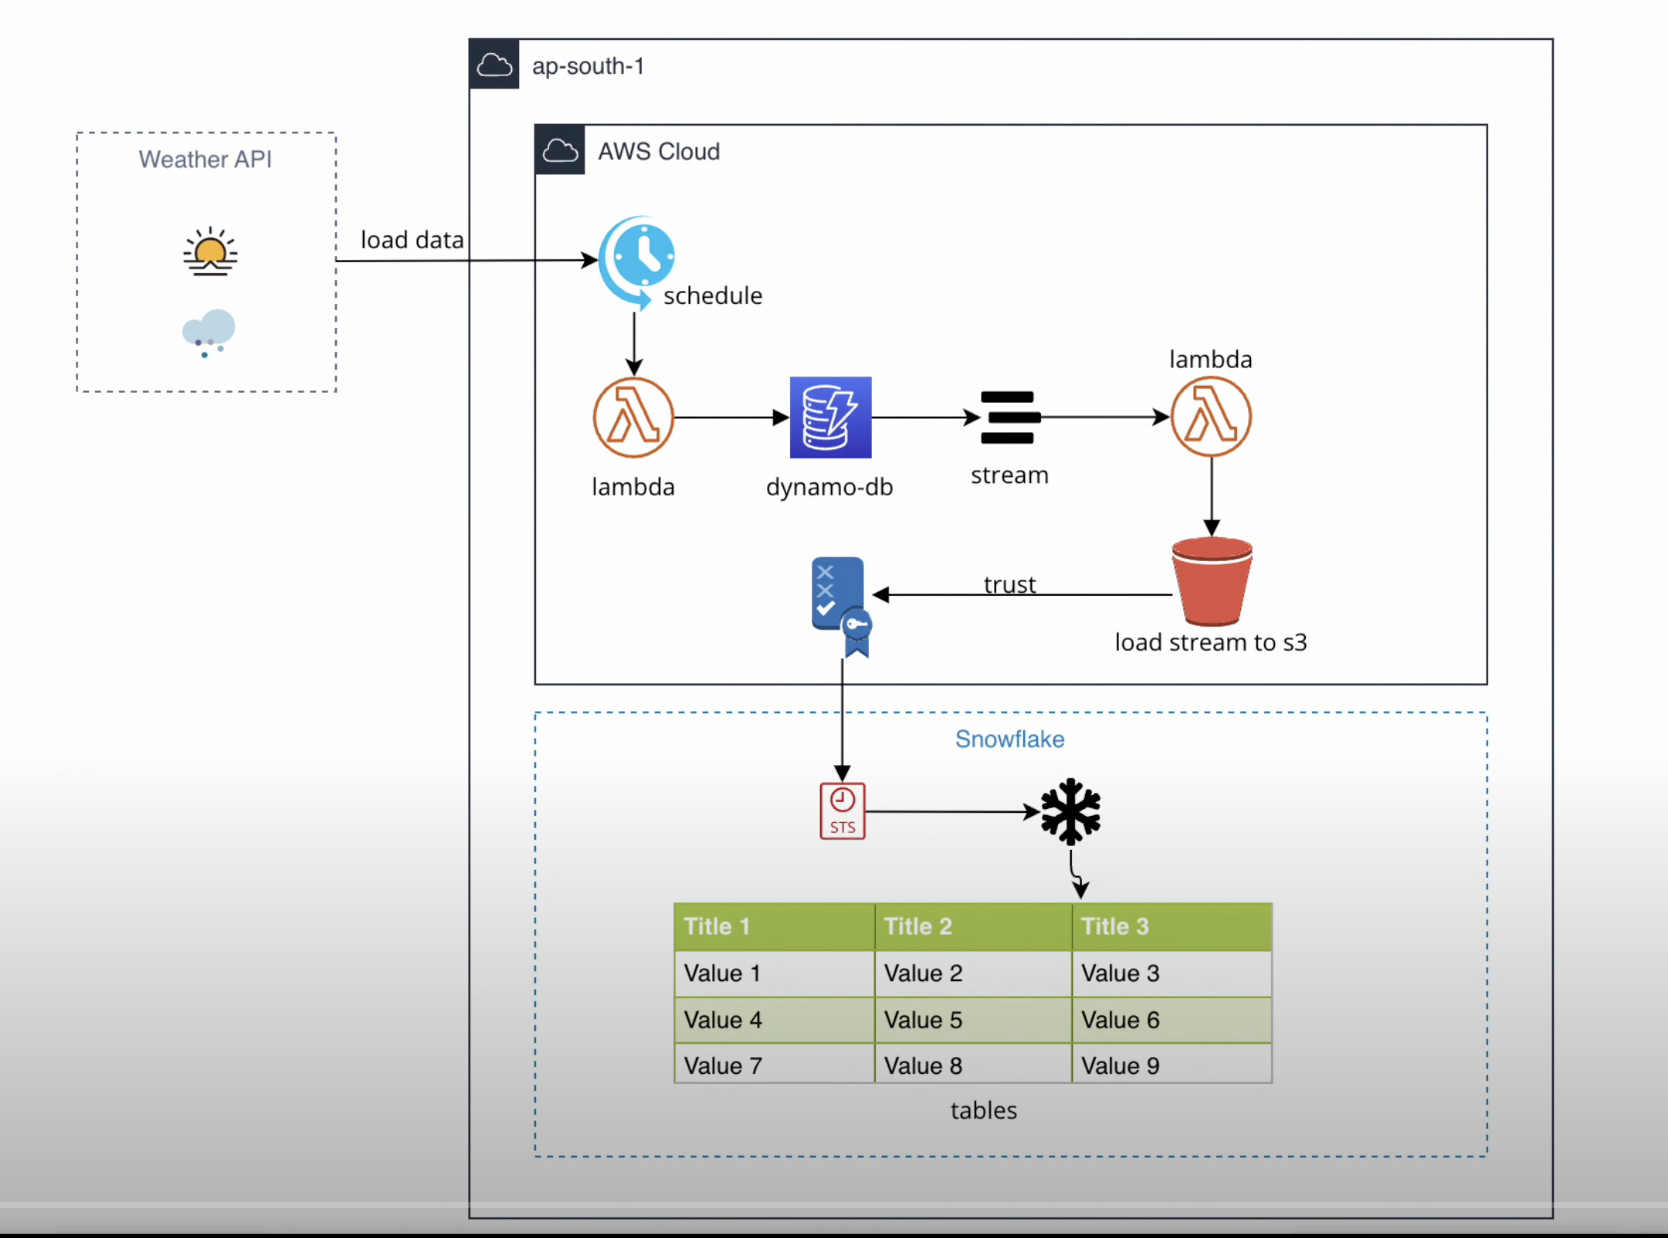 ap-south-1
AWS Cloud
Weather API
load data
schedule
lambda
lambda
dynamo-db
stream
trust
load stream to s3
Snowflake
STS
Title 1 Title 2 Title 3
Value 1 Value 2 Value 3
Value 4 Value 5 Value 6
Value 7 Value 8 Value 9
tables